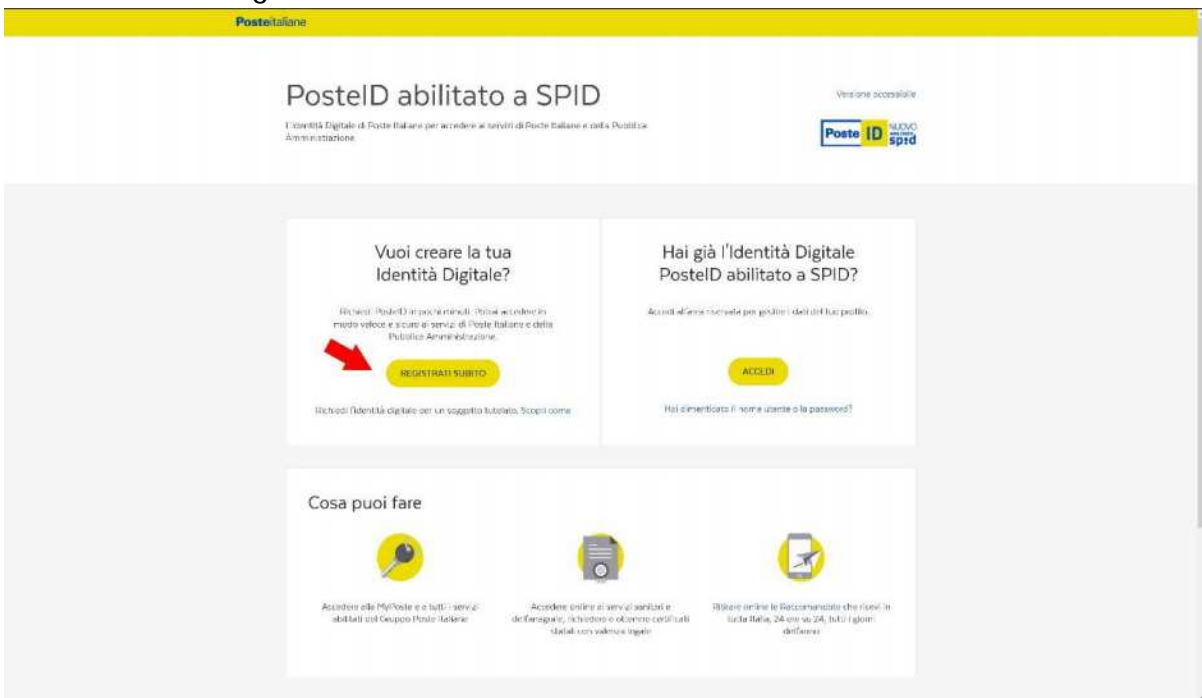 Posteitaliane
PosteID abilitato a SPID
Versione accessibile
L'Identità Digitale di Poste Italiane per accedere ai servizi di Poste Italiane e della Pubblica
Amministrazione
Poste ID NUOVO
spid
Vuoi creare la tua
Identità Digitale?
Richiedi PosteID in pochi minuti. Potrai accedere in
modo veloce e sicuro ai servizi di Poste Italiane e della
Pubblica Amministrazione.
REGISTRATI SUBITO
Richiedi l'identità digitale per un soggetto tutelato. Scopri come
Hai già l'Identità Digitale
PosteID abilitato a SPID?
Accedi all'area riservata per gestire i dati del tuo profilo.
ACCEDI
Hai dimenticato il nome utente o la password?
Cosa puoi fare
Accedere alla MyPoste e a tutti i servizi
abilitati del Gruppo Poste Italiane
Accedere online ai servizi sanitari e
dell'anagrafe, richiedere e ottenere certificati
statali con valenza legale
Ritirare online le Raccomandate che ricevi in
tutta Italia, 24 ore su 24, tutti i giorni
dell'anno